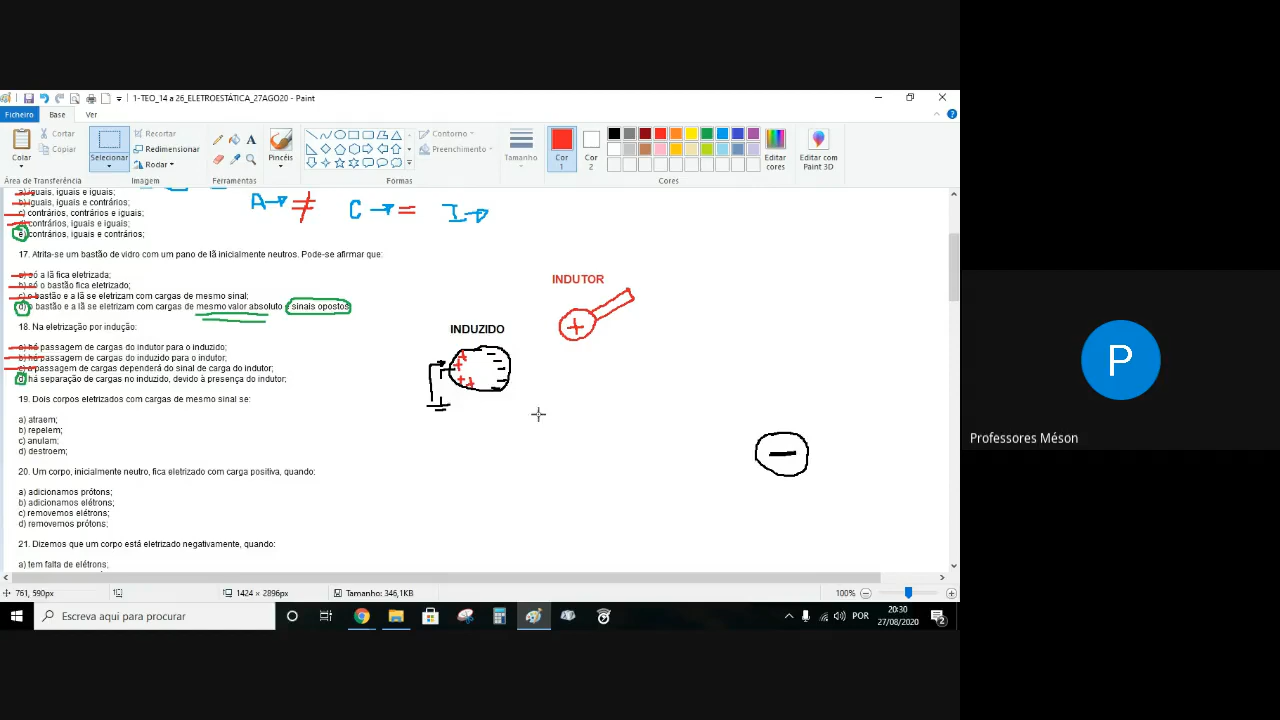 1-TEO_14 a 26_ELETROESTÁTICA_27AGO20 - Paint
Ficheiro Base Ver
Colar
Cortar
Copiar
Selecionar
Recortar
Redimensionar
Rodar
Pincéis
Contorno
Preenchimento
Tamanho
Cor 1
Cor 2
Editar cores
Editar com Paint 3D
Área de Transferência Imagem Ferramentas Formas Cores
a) iguais, iguais e iguais;
b) iguais, iguais e contrários;
c) contrários, contrários e iguais;
d) contrários, iguais e iguais;
e) contrários, iguais e contrários;
A→ ≠ C→ = I→
17. Atrita-se um bastão de vidro com um pano de lã inicialmente neutros. Pode-se afirmar que:
a) só a lã fica eletrizada;
b) só o bastão fica eletrizado;
c) o bastão e a lã se eletrizam com cargas de mesmo sinal;
d) o bastão e a lã se eletrizam com cargas de mesmo valor absoluto e sinais opostos
18. Na eletrização por indução:
a) há passagem de cargas do indutor para o induzido;
b) há passagem de cargas do induzido para o indutor;
c) a passagem de cargas dependerá do sinal de carga do indutor;
d) há separação de cargas no induzido, devido à presença do indutor;
INDUTOR
+
INDUZIDO
+
+
+ +
−
19. Dois corpos eletrizados com cargas de mesmo sinal se:
a) atraem;
b) repelem;
c) anulam;
d) destroem;
20. Um corpo, inicialmente neutro, fica eletrizado com carga positiva, quando:
a) adicionamos prótons;
b) adicionamos elétrons;
c) removemos elétrons;
d) removemos prótons;
21. Dizemos que um corpo está eletrizado negativamente, quando:
a) tem falta de elétrons;
761, 590px 1424 × 2896px Tamanho: 346,1KB 100%
Escreva aqui para procurar
POR
20:30
27/08/2020
2
P
Professores Méson